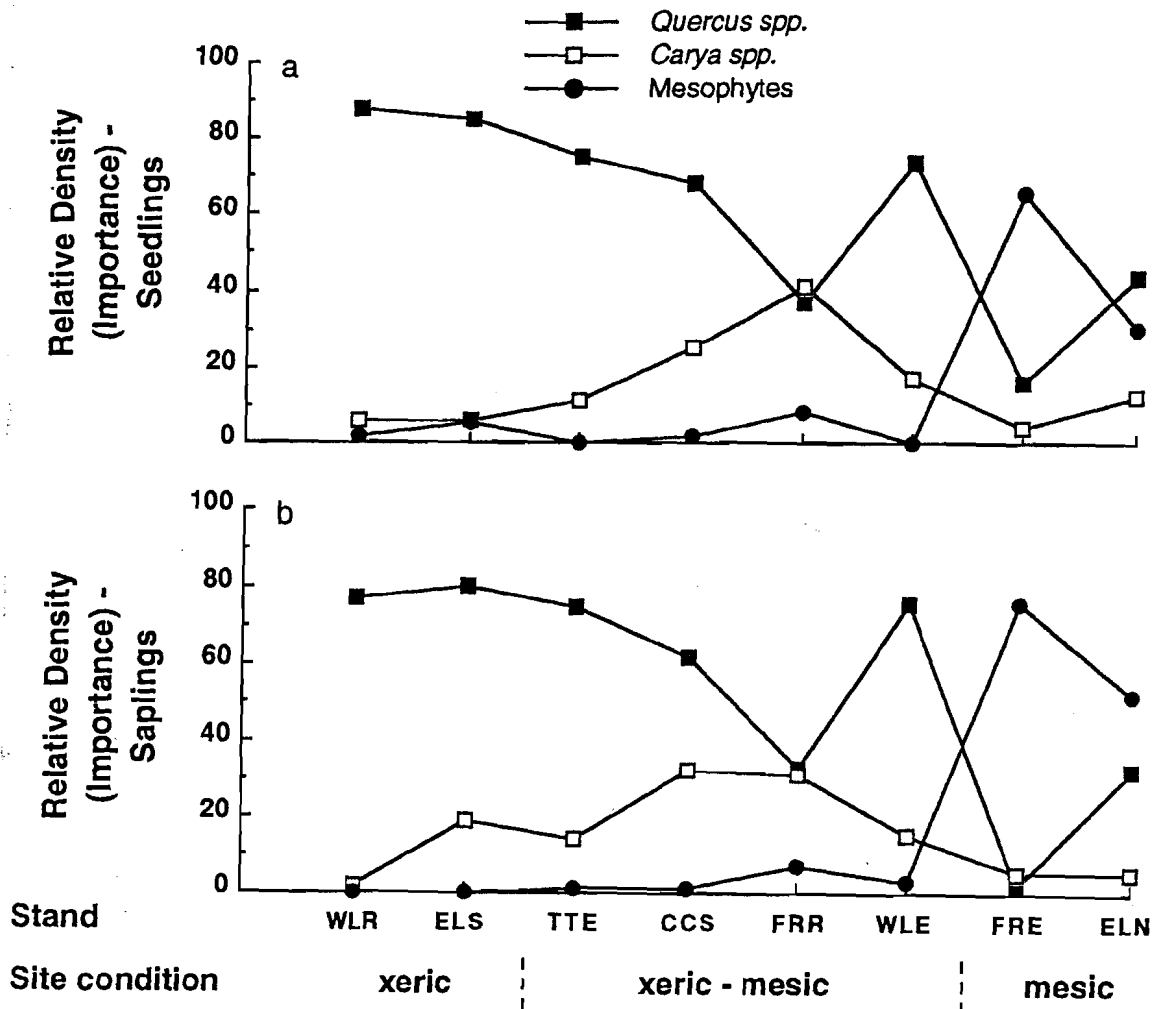 Quercus spp.
Carya spp.
Mesophytes
a
Relative Density
(Importance) -
Seedlings
100
80
60
40
20
0
b
Relative Density
(Importance) -
Saplings
100
80
60
40
20
0
Stand WLR ELS TTE CCS FRR WLE FRE ELN
Site condition xeric xeric - mesic mesic